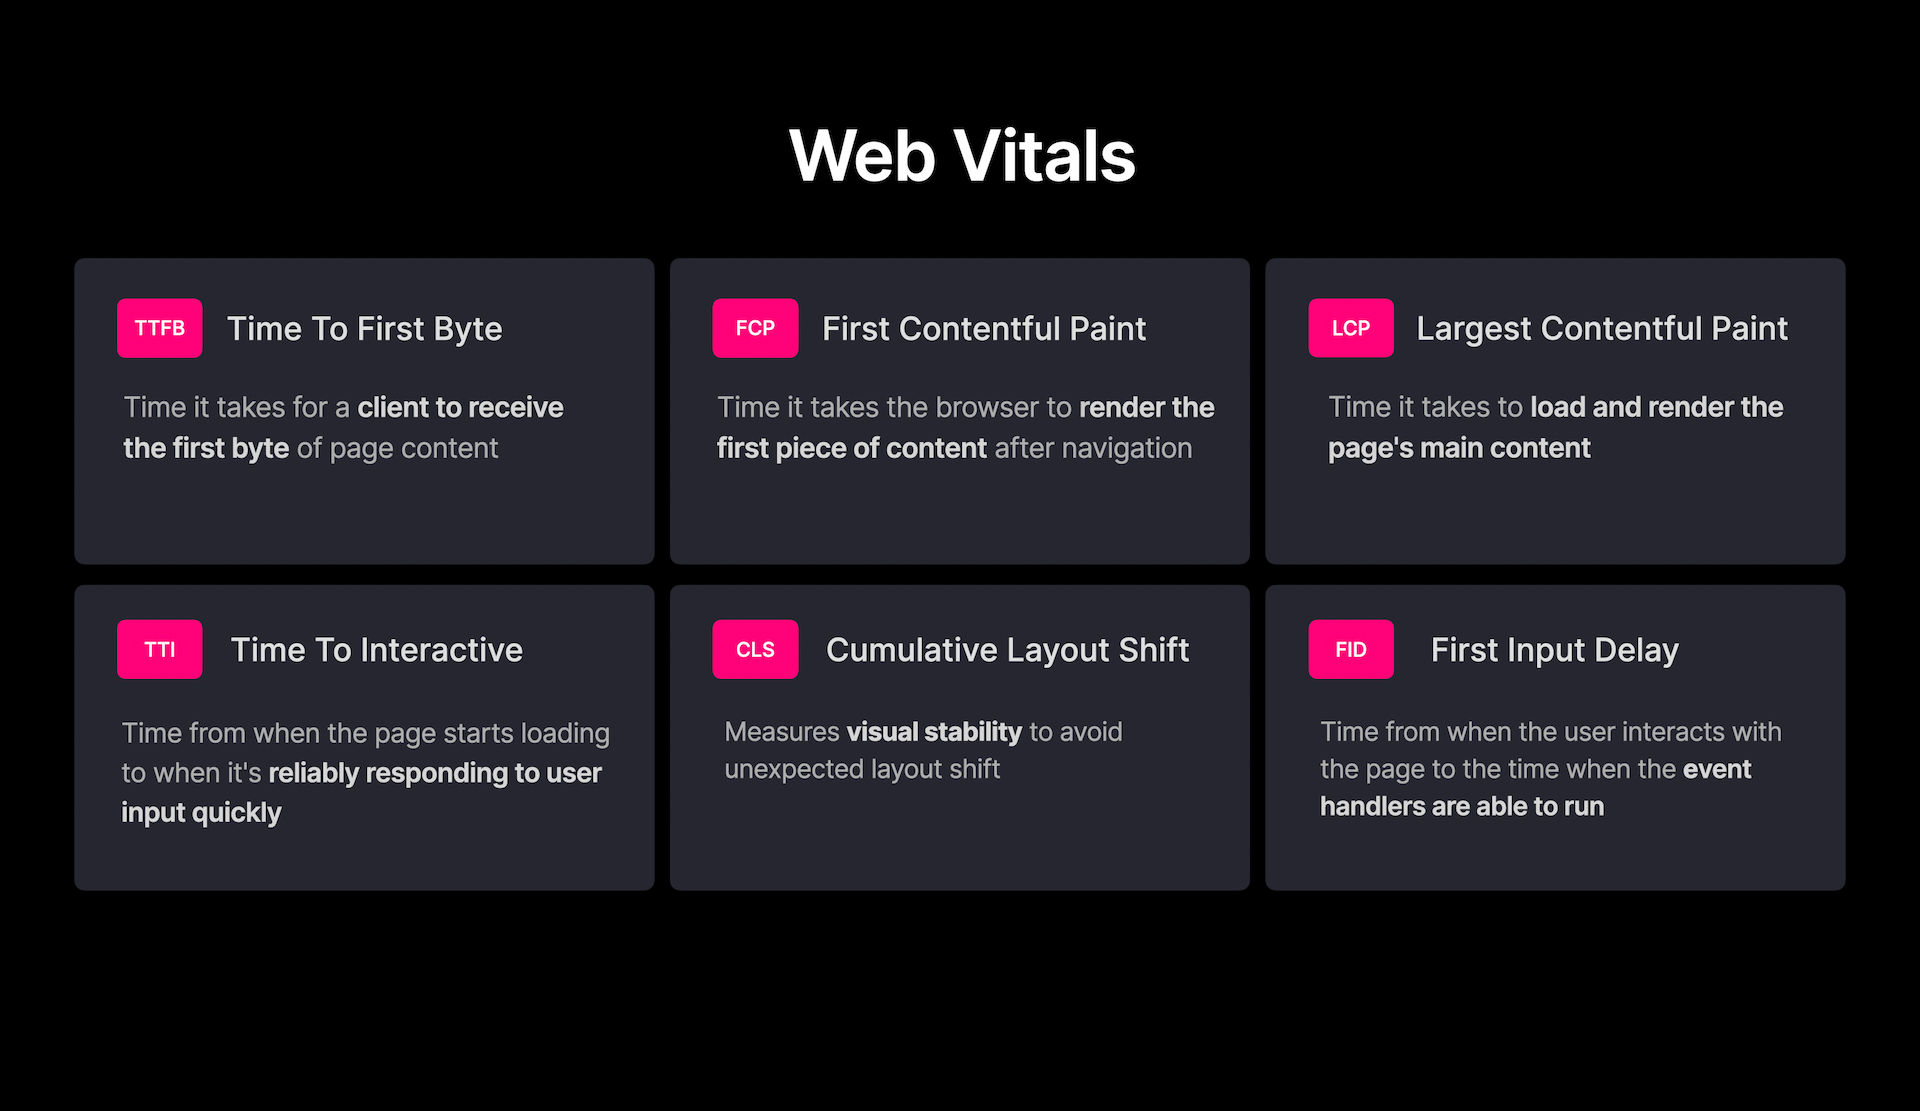 Web Vitals
TTFB Time To First Byte
Time it takes for a client to receive
the first byte of page content
FCP First Contentful Paint
Time it takes the browser to render the
first piece of content after navigation
LCP Largest Contentful Paint
Time it takes to load and render the
page's main content
TTI Time To Interactive
Time from when the page starts loading
to when it's reliably responding to user
input quickly
CLS Cumulative Layout Shift
Measures visual stability to avoid
unexpected layout shift
FID First Input Delay
Time from when the user interacts with
the page to the time when the event
handlers are able to run